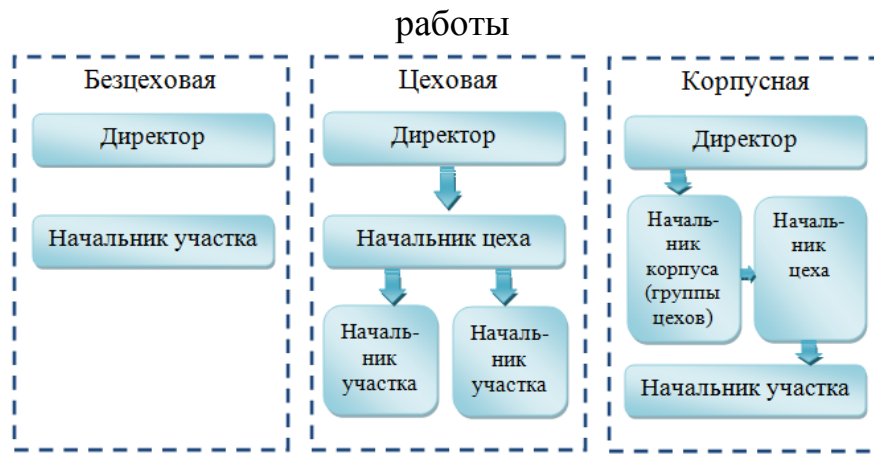 работы
Безцеховая
Директор
Начальник участка
Цеховая
Директор
Начальник цеха
Началь-
ник
участка
Началь-
ник
участка
Корпусная
Директор
Началь-
ник
корпуса
(группы
цехов)
Началь-
ник
цеха
Начальник участка